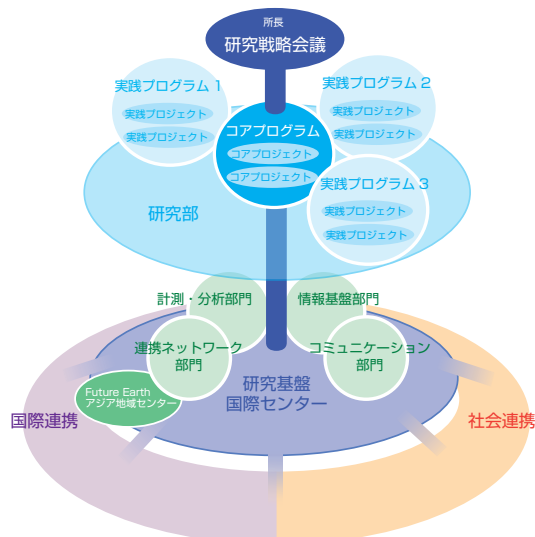 所長
研究戦略会議
実践プログラム 1
実践プロジェクト
実践プロジェクト
実践プログラム 2
実践プロジェクト
実践プロジェクト
コアプログラム
コアプロジェクト
コアプロジェクト
実践プログラム 3
実践プロジェクト
実践プロジェクト
研究部
計測・分析部門
情報基盤部門
連携ネットワーク
部門
コミュニケーション
部門
研究基盤
国際センター
Future Earth
アジア地域センター
国際連携
社会連携